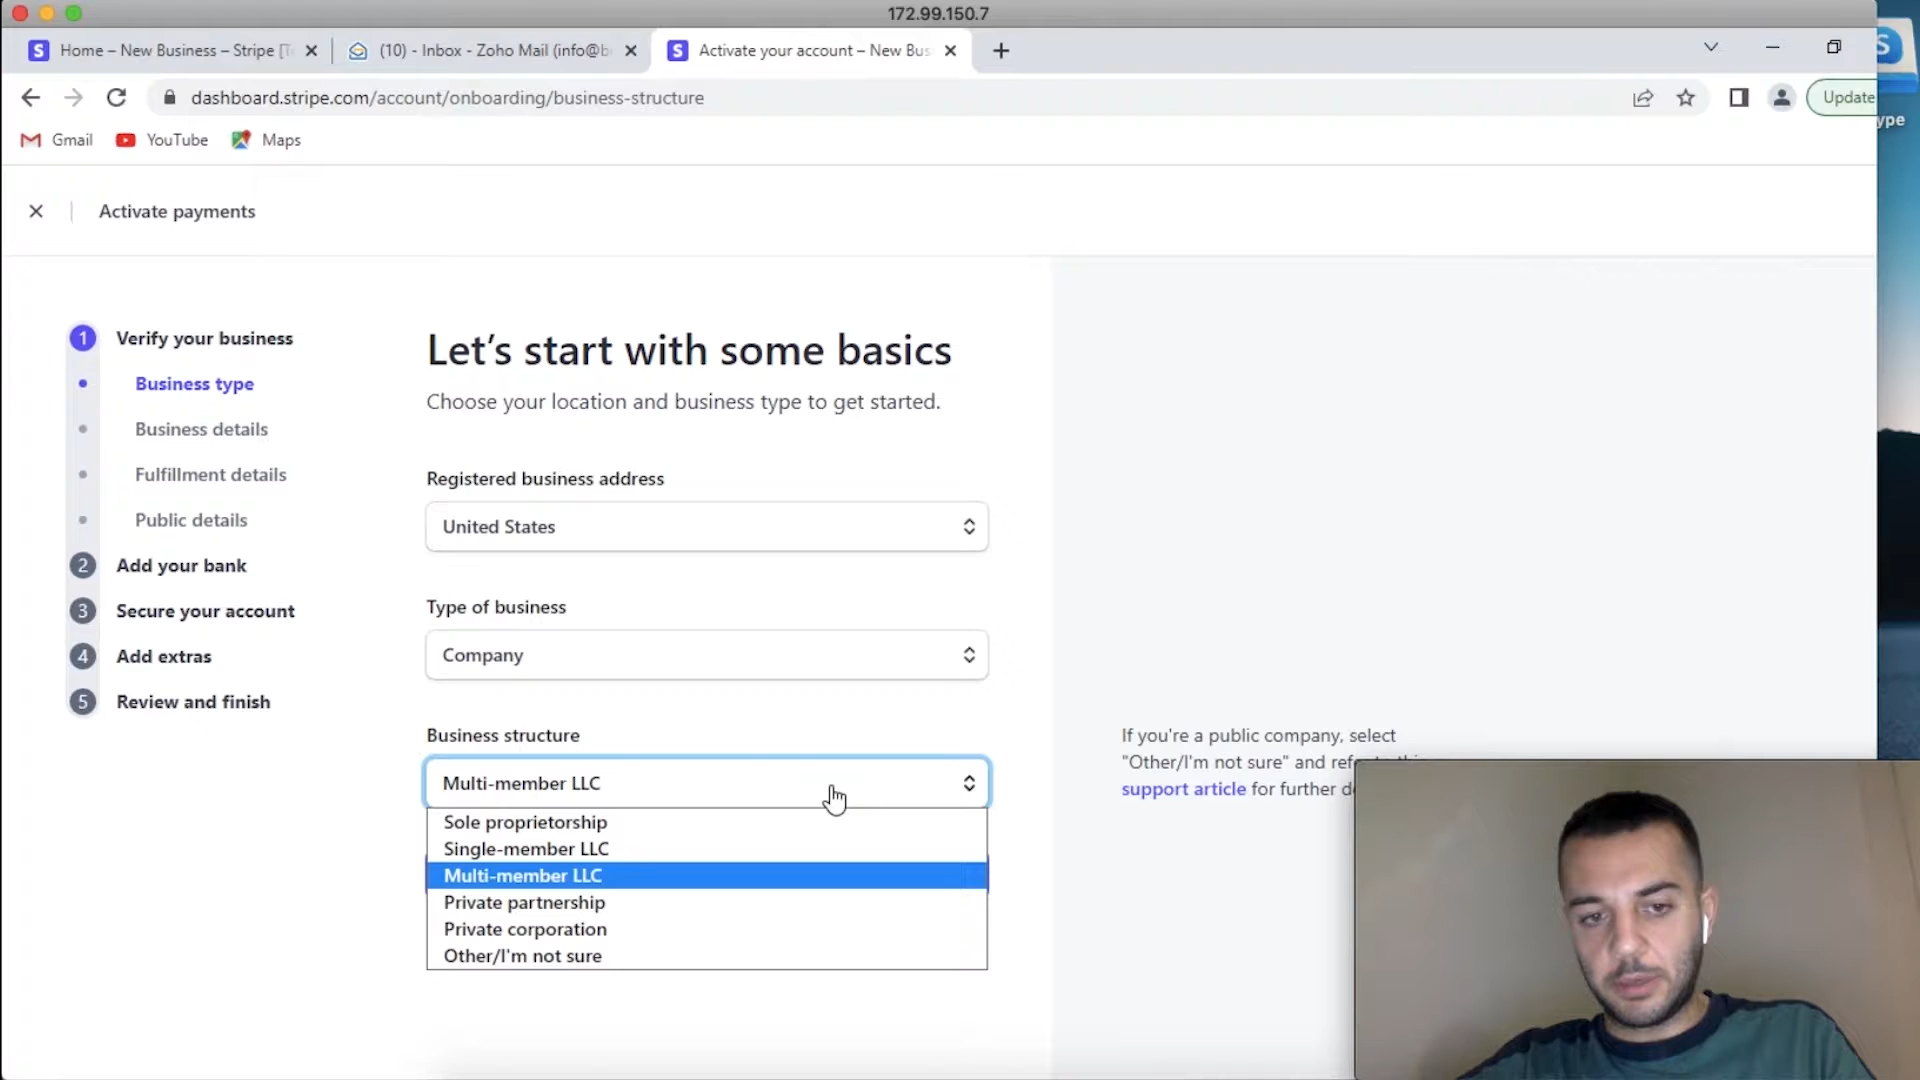 172.99.150.7
Home – New Business – Stripe [T
(10) - Inbox - Zoho Mail (info@b
Activate your account – New Bus
dashboard.stripe.com/account/onboarding/business-structure
Update
ype
Gmail
YouTube
Maps
Activate payments
1 Verify your business
Business type
Business details
Fulfillment details
Public details
2 Add your bank
3 Secure your account
4 Add extras
5 Review and finish
Let's start with some basics
Choose your location and business type to get started.
Registered business address
United States
Type of business
Company
Business structure
Multi-member LLC
Sole proprietorship
Single-member LLC
Multi-member LLC
Private partnership
Private corporation
Other/I'm not sure
If you're a public company, select
"Other/I'm not sure" and refer to this
support article for further d